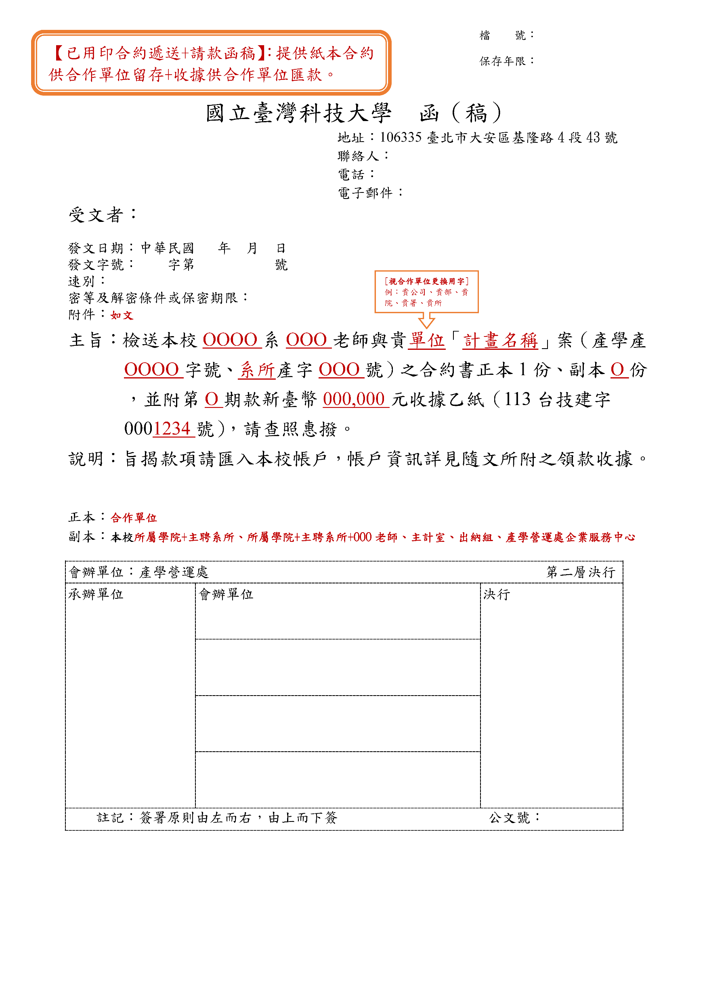 檔　　號：
保存年限：
【已用印合約遞送+請款函稿】：提供紙本合約
供合作單位留存+收據供合作單位匯款。
國立臺灣科技大學　函（稿）
地址：106335 臺北市大安區基隆路 4 段 43 號
聯絡人：
電話：
電子郵件：
受文者：
發文日期：中華民國　年　月　日
發文字號：　　字第　　　　　　號
速別：
密等及解密條件或保密期限：
附件：如文
[視合作單位更換用字]
例：貴公司、貴部、貴
院、貴署、貴所
主旨：檢送本校 OOOO 系 OOO 老師與貴單位「計畫名稱」案（產學產
OOOO 字號、系所產字 OOO 號）之合約書正本 1 份、副本 O 份
，並附第 O 期款新臺幣 000,000 元收據乙紙（113 台技建字
0001234 號），請查照惠撥。
說明：旨揭款項請匯入本校帳戶，帳戶資訊詳見隨文所附之領款收據。
正本：合作單位
副本：本校所屬學院+主聘系所、所屬學院+主聘系所+000 老師、主計室、出納組、產學營運處企業服務中心
會辦單位：產學營運處　　第二層決行
承辦單位　會辦單位　決行
註記：簽署原則由左而右，由上而下簽　　公文號：